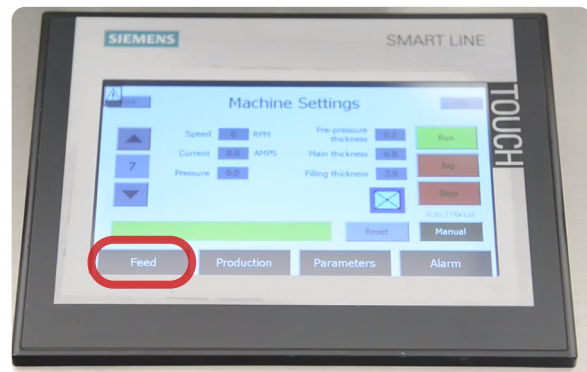 SIEMENS
SMART LINE
TOUCH
Machine Settings
Speed 0 RPM
Pre-pressure thickness 0.2
Run
7
Current 0.0 AMPS
Main thickness 6.8
Jog
Pressure 0.0
Filling thickness 2.6
Stop
Auto / Manual
Reset
Manual
Feed
Production
Parameters
Alarm